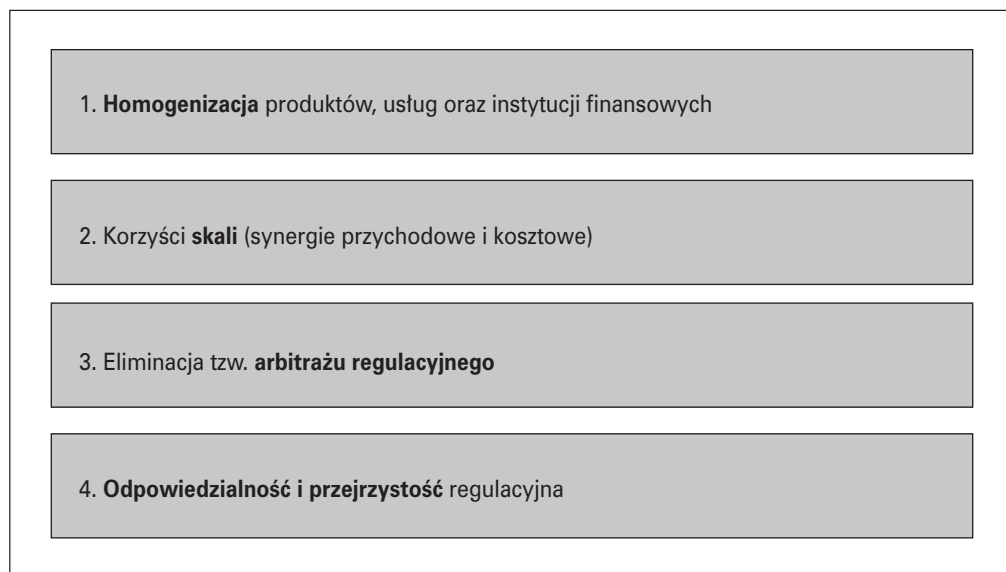 1. Homogenizacja produktów, usług oraz instytucji finansowych
2. Korzyści skali (synergie przychodowe i kosztowe)
3. Eliminacja tzw. arbitrażu regulacyjnego
4. Odpowiedzialność i przejrzystość regulacyjna